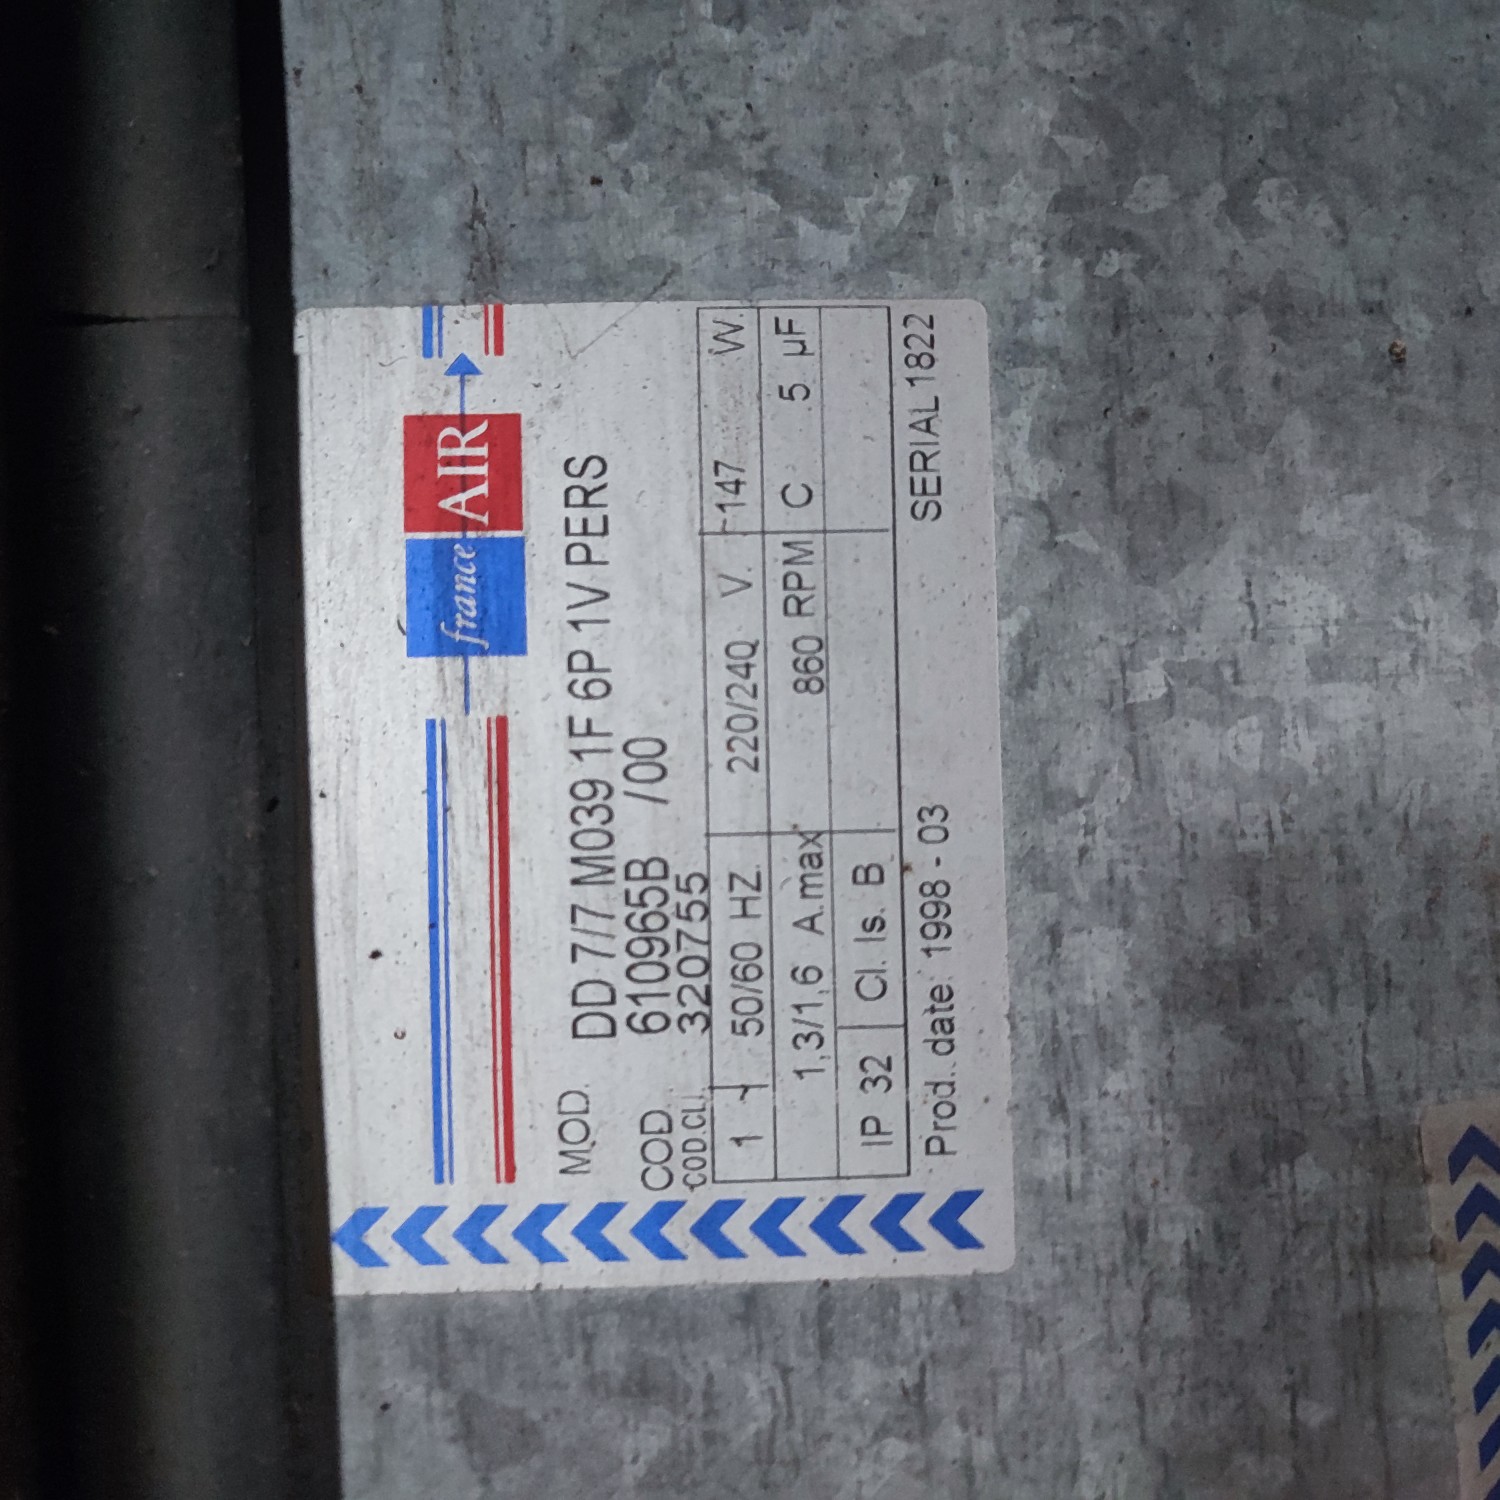 france AIR
MOD. DD 7/7 M039 1F 6P 1V PERS
COD. 610965B /00
COD.CLI. 320755
1 50/60 HZ. 220/240 V. 147 W.
1,3/1,6 A.max 860 RPM C 5 µF
IP 32 Cl. Is. B
Prod. date: 1998 - 03 SERIAL 1822